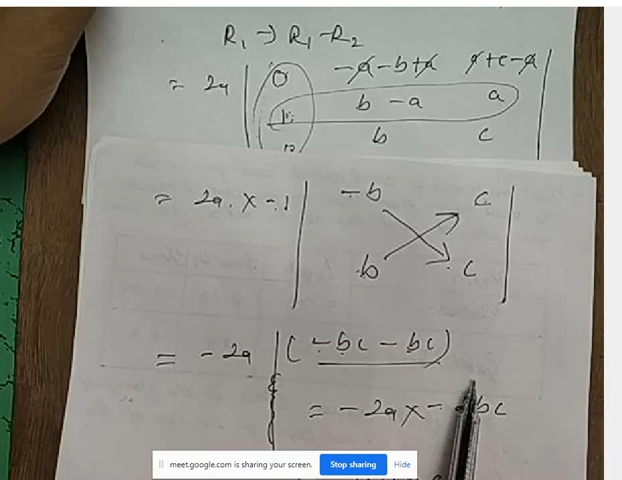 R₁ → R₁ - R₂
= 2a | 0 -a-b+a a+c-a |
1 b-a a
b c
= 2a. x -1 | -b c |
b c
= -2a | ( -bc - bc )
= -2a x - 2bc
meet.google.com is sharing your screen. Stop sharing Hide